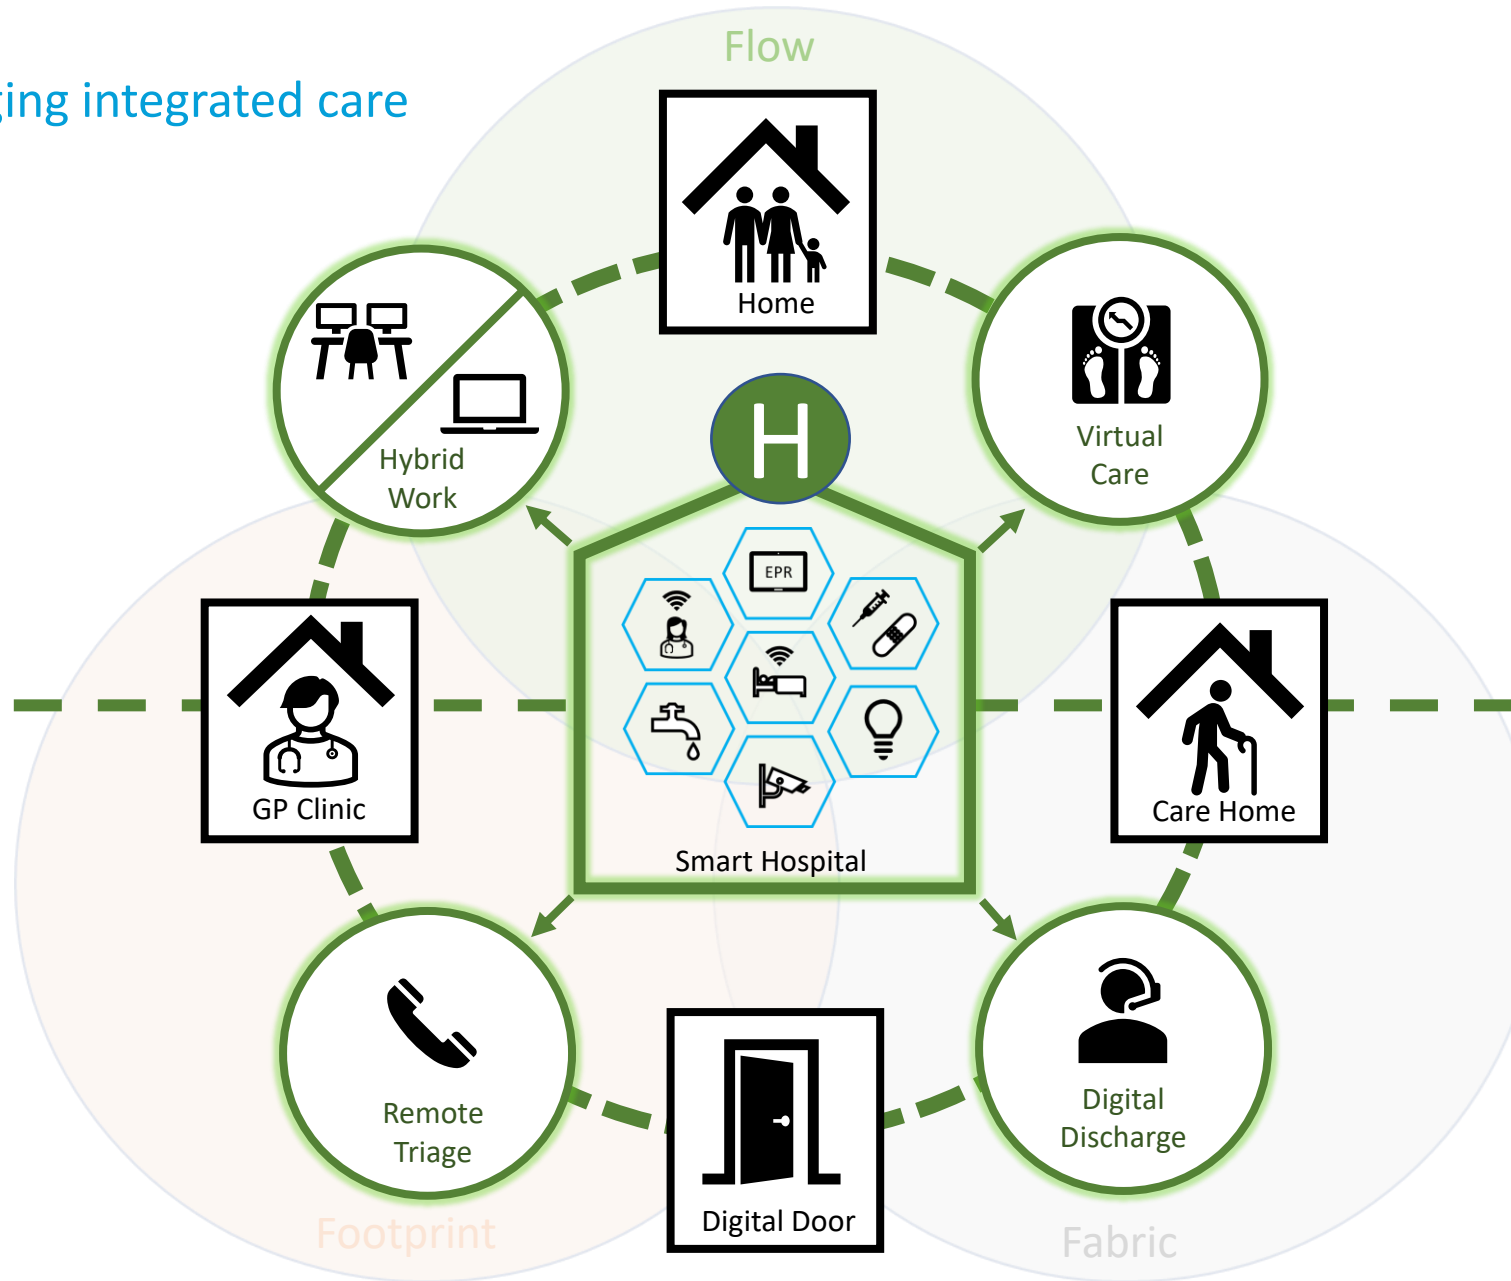 Flow
integrated care
Home
Hybrid
Work
Virtual
Care
H
EPR
GP Clinic
Care Home
Smart Hospital
Remote
Triage
Digital
Discharge
Digital Door
Footprint
Fabric